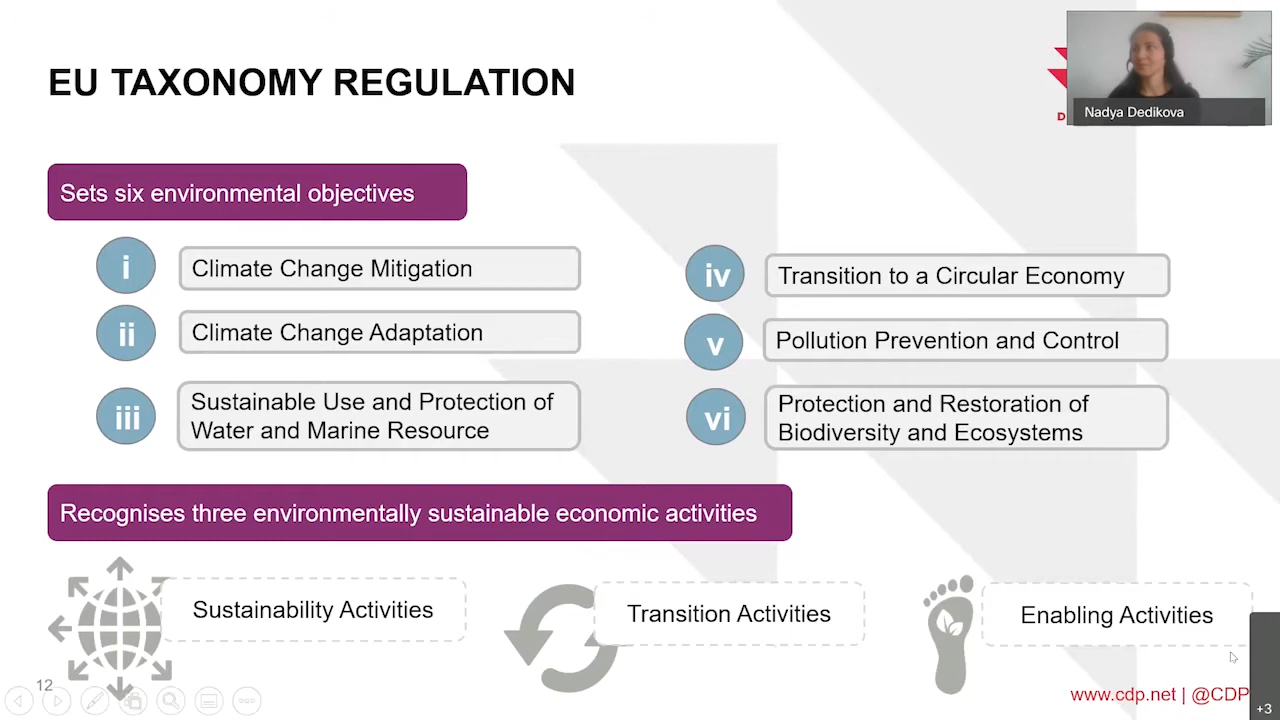 EU TAXONOMY REGULATION
D
Nadya Dedikova
Sets six environmental objectives
i
Climate Change Mitigation
ii
Climate Change Adaptation
iii
Sustainable Use and Protection of
Water and Marine Resource
iv
Transition to a Circular Economy
v
Pollution Prevention and Control
vi
Protection and Restoration of
Biodiversity and Ecosystems
Recognises three environmentally sustainable economic activities
Sustainability Activities
Transition Activities
Enabling Activities
12
www.cdp.net | @CDP
+3